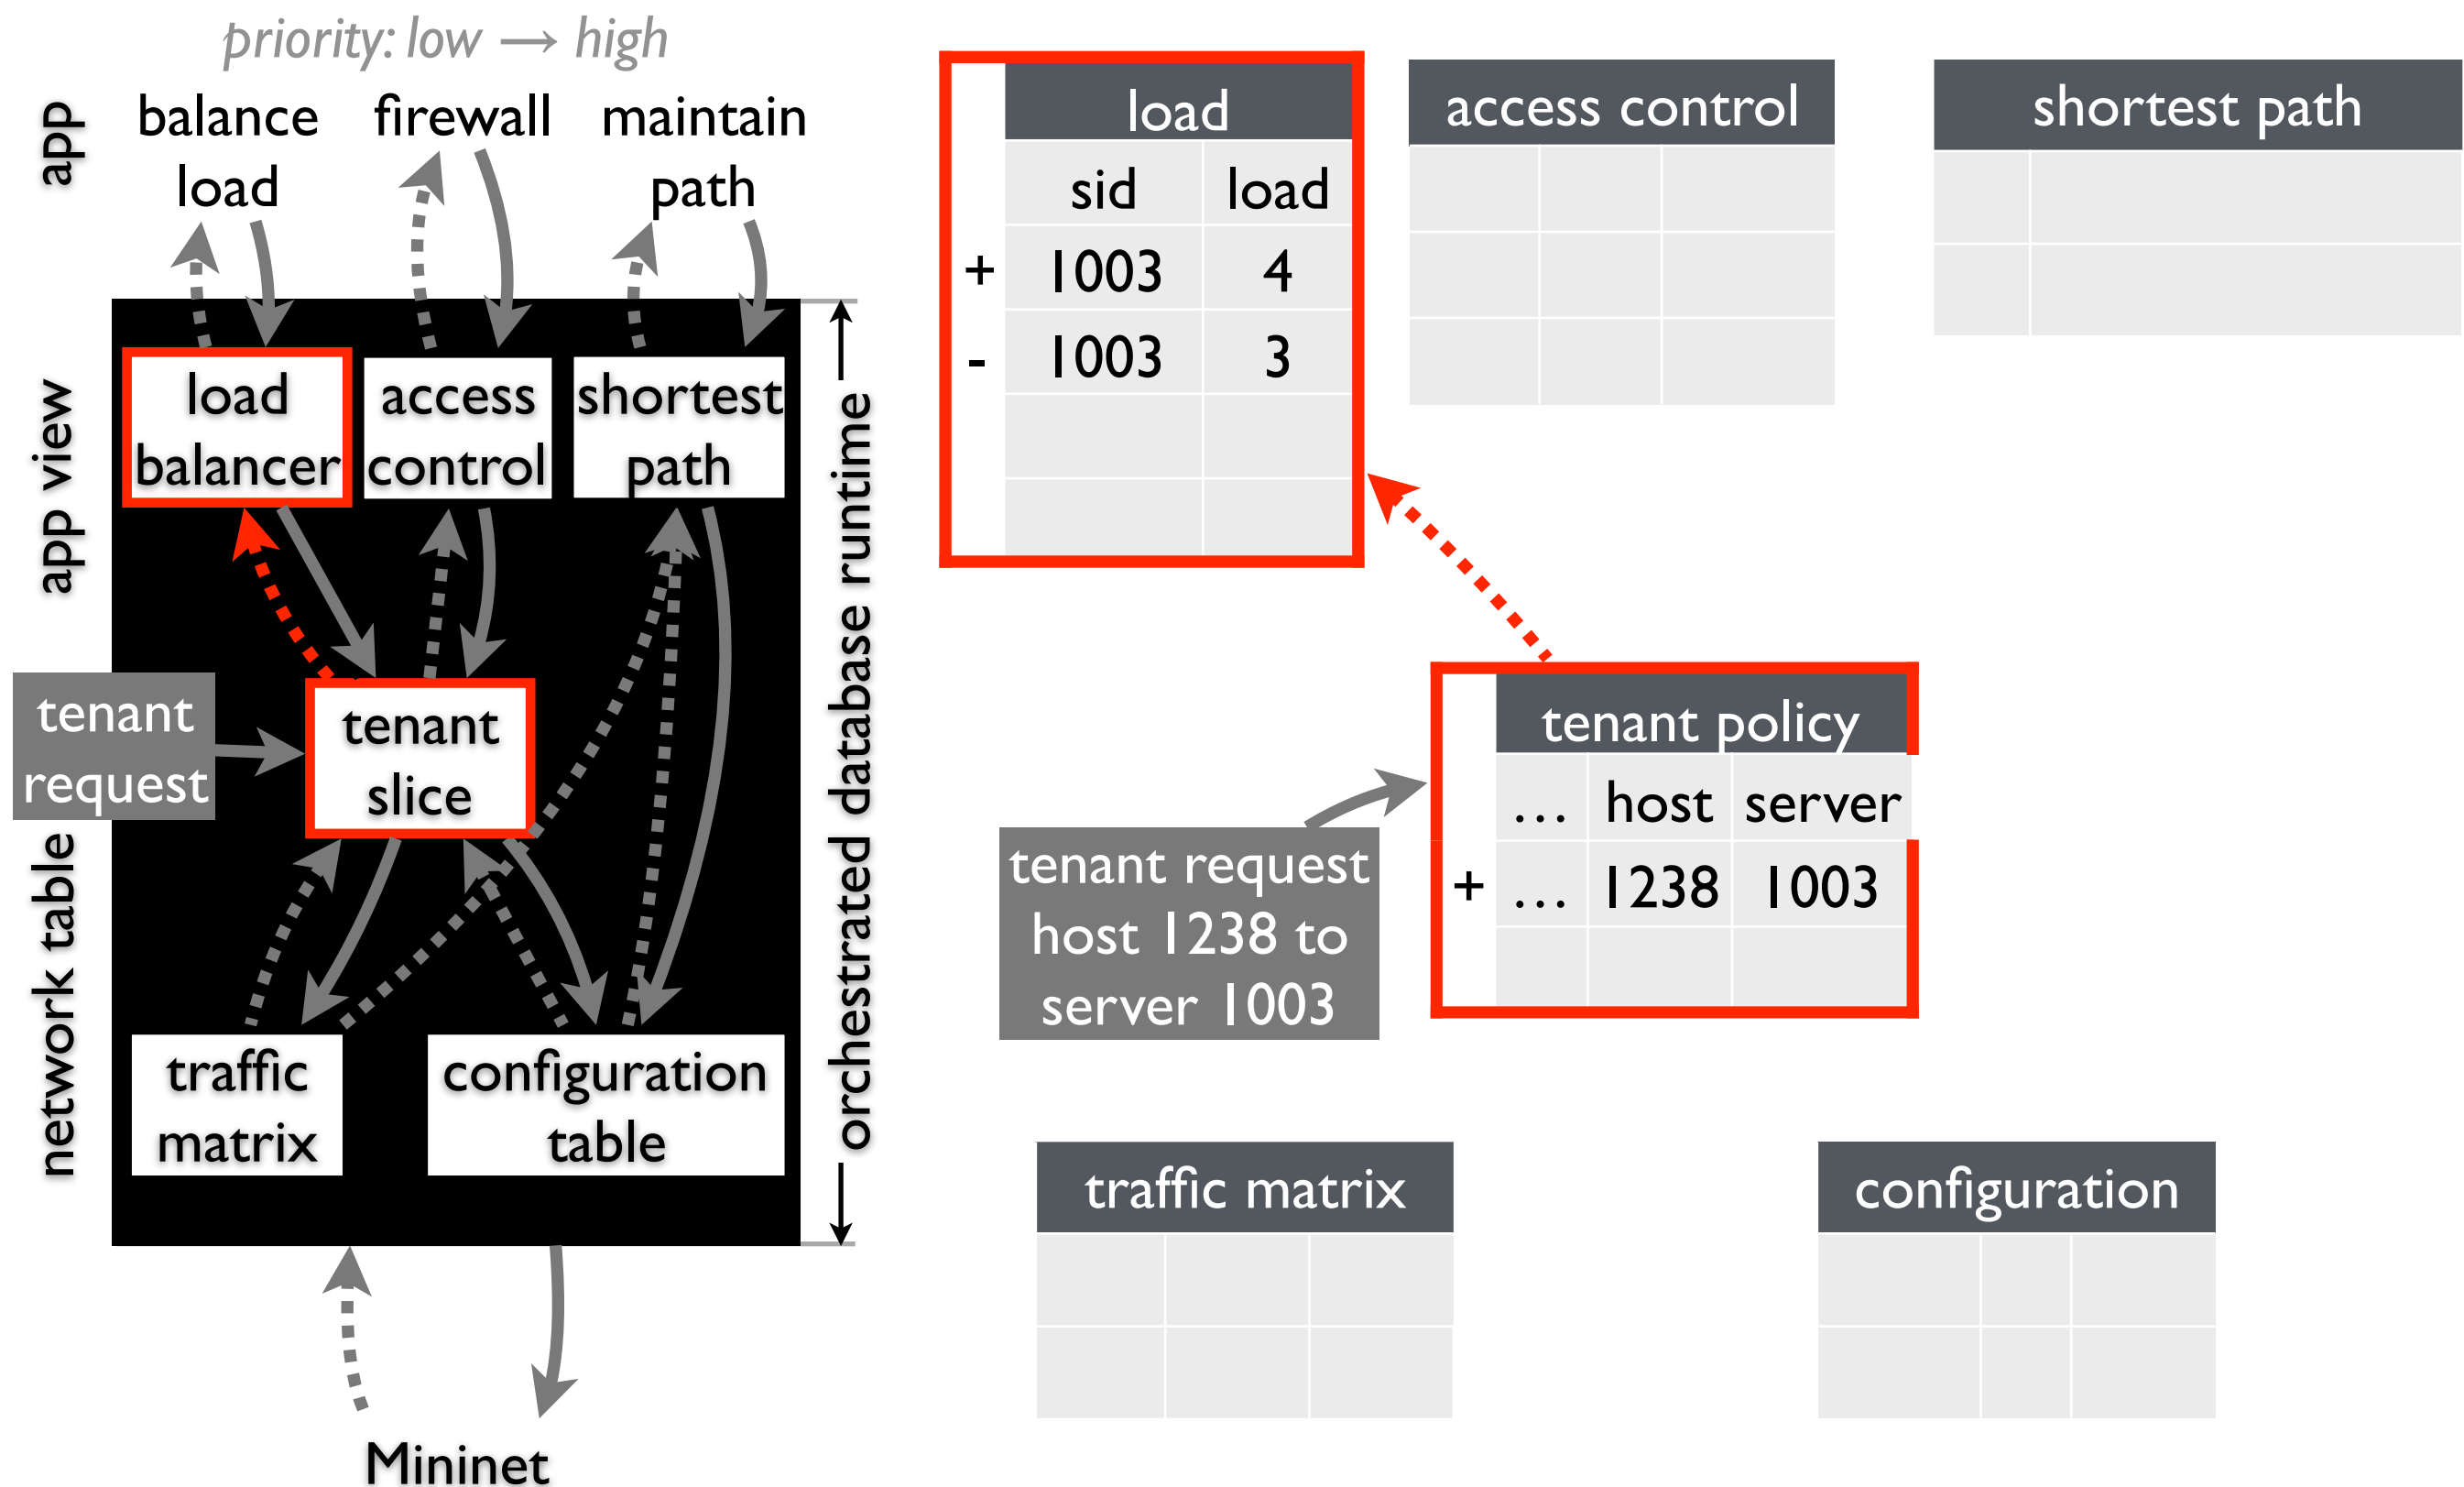 priority: low → high
app
balance
load
firewall
maintain
path
app view
load
balancer
access
control
shortest
path
tenant
request
tenant
slice
network table
traffic
matrix
configuration
table
orchestrated database runtime
Mininet
load
sid load
+ 1003 4
- 1003 3
access control
shortest path
tenant policy
... host server
+ ... 1238 1003
tenant request
host 1238 to
server 1003
traffic matrix
configuration